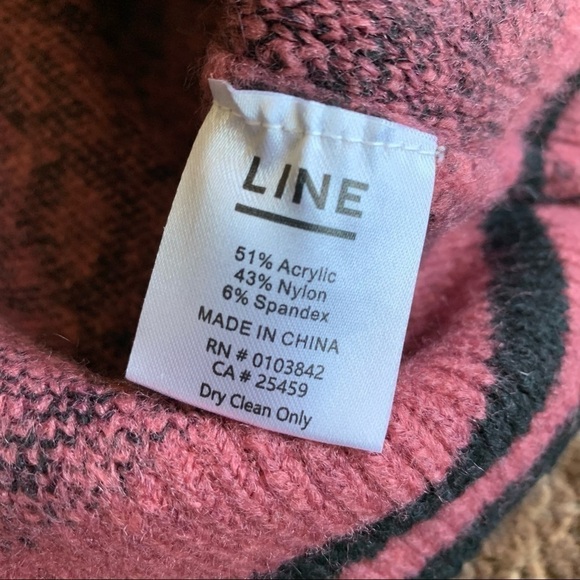 LINE
51% Acrylic
43% Nylon
6% Spandex
MADE IN CHINA
RN # 0103842
CA # 25459
Dry Clean Only